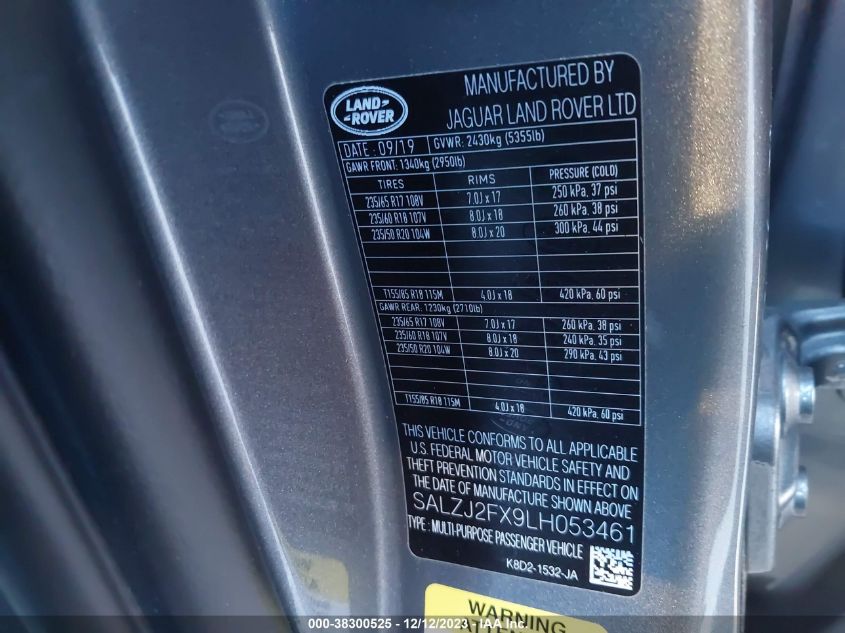 LAND
ROVER
MANUFACTURED BY
JAGUAR LAND ROVER LTD
DATE : 09/19 GVWR: 2430kg (5355lb)
GAWR FRONT: 1340kg (2950lb)
TIRES RIMS PRESSURE (COLD)
235/65 R17 108V 7.0J x 17 250 kPa, 37 psi
235/60 R18 107V 8.0J x 18 260 kPa, 38 psi
235/50 R20 104W 8.0J x 20 300 kPa, 44 psi
T155/85 R18 115M 4.0J x 18 420 kPa, 60 psi
GAWR REAR: 1230kg (2710lb)
235/65 R17 108V 7.0J x 17 260 kPa, 38 psi
235/60 R18 107V 8.0J x 18 240 kPa, 35 psi
235/50 R20 104W 8.0J x 20 290 kPa, 43 psi
T155/85 R18 115M 4.0J x 18 420 kPa, 60 psi
THIS VEHICLE CONFORMS TO ALL APPLICABLE
U.S. FEDERAL MOTOR VEHICLE SAFETY AND
THEFT PREVENTION STANDARDS IN EFFECT ON
THE DATE OF MANUFACTURE SHOWN ABOVE
SALZJ2FX9LH053461
TYPE : MULTI-PURPOSE PASSENGER VEHICLE
K8D2-1532-JA
WARNING
000-38300525 - 12/12/2023 - IAA Inc.